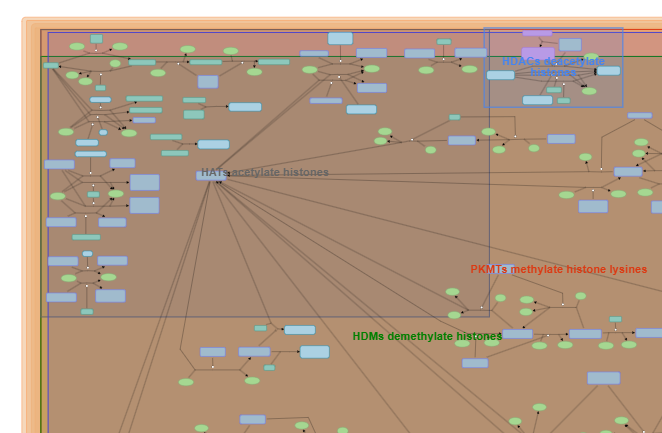 HDACs deacetylate
histones
HATs acetylate histones
PKMTs methylate histone lysines
HDMs demethylate histones